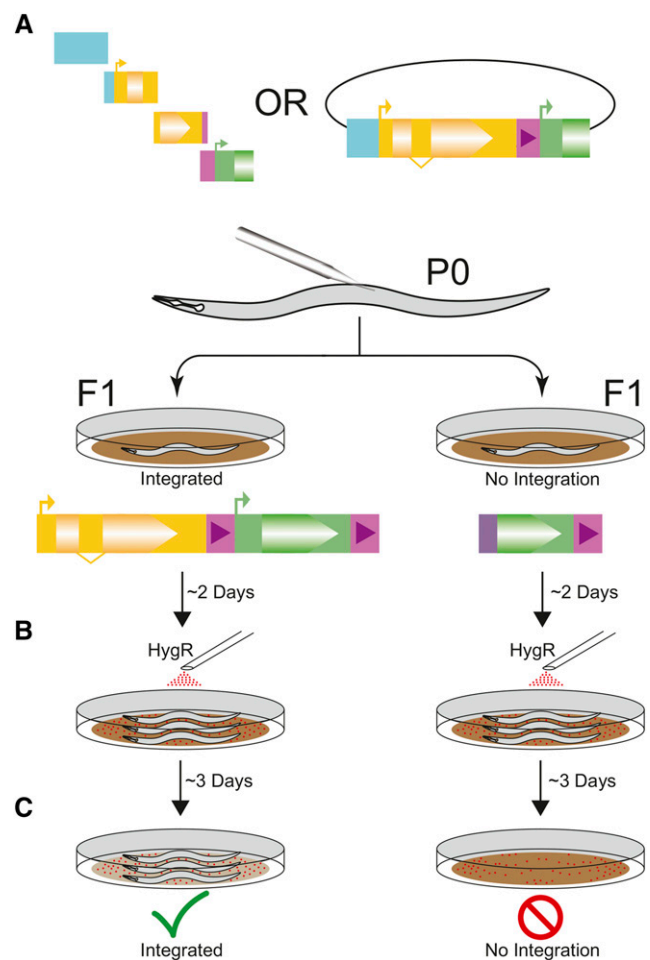 A
OR
P0
F1
F1
Integrated
No Integration
~2 Days
~2 Days
B
HygR
HygR
~3 Days
~3 Days
C
Integrated
No Integration